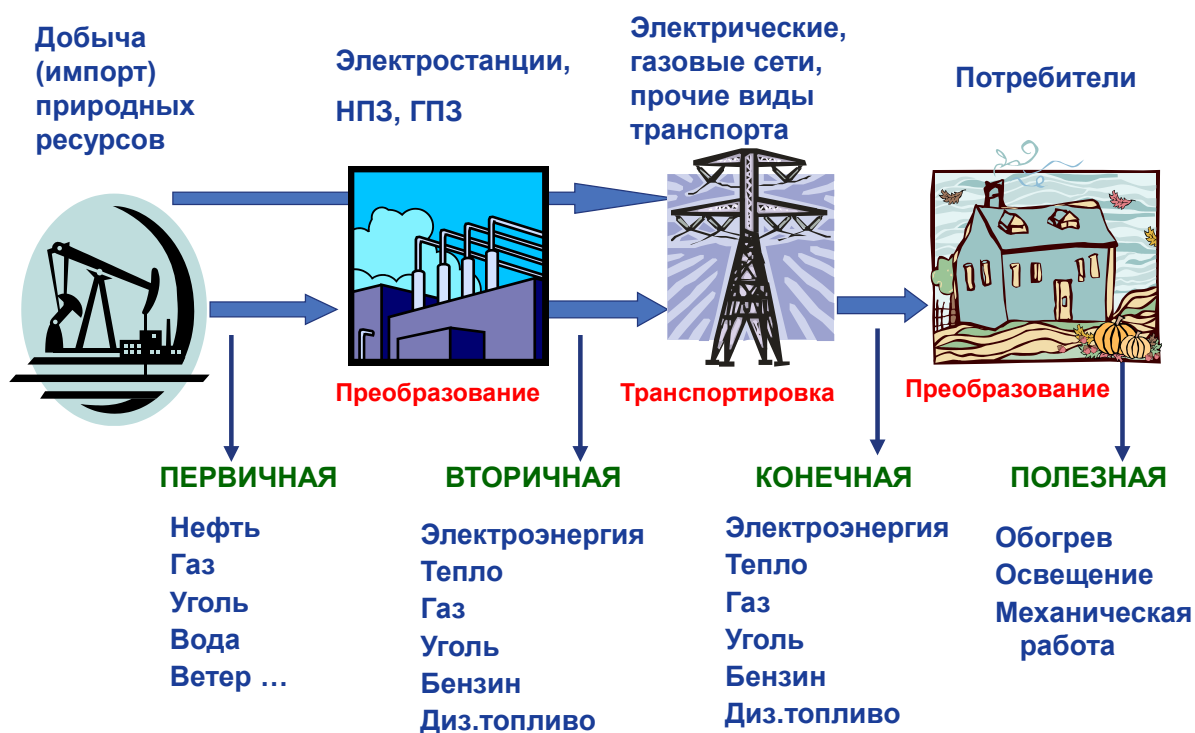 Добыча
(импорт)
природных
ресурсов
Электростанции,
НПЗ, ГПЗ
Электрические,
газовые сети,
прочие виды
транспорта
Потребители
Преобразование
Транспортировка
Преобразование
ПЕРВИЧНАЯ
Нефть
Газ
Уголь
Вода
Ветер …
ВТОРИЧНАЯ
Электроэнергия
Тепло
Газ
Уголь
Бензин
Диз.топливо
КОНЕЧНАЯ
Электроэнергия
Тепло
Газ
Уголь
Бензин
Диз.топливо
ПОЛЕЗНАЯ
Обогрев
Освещение
Механическая
работа